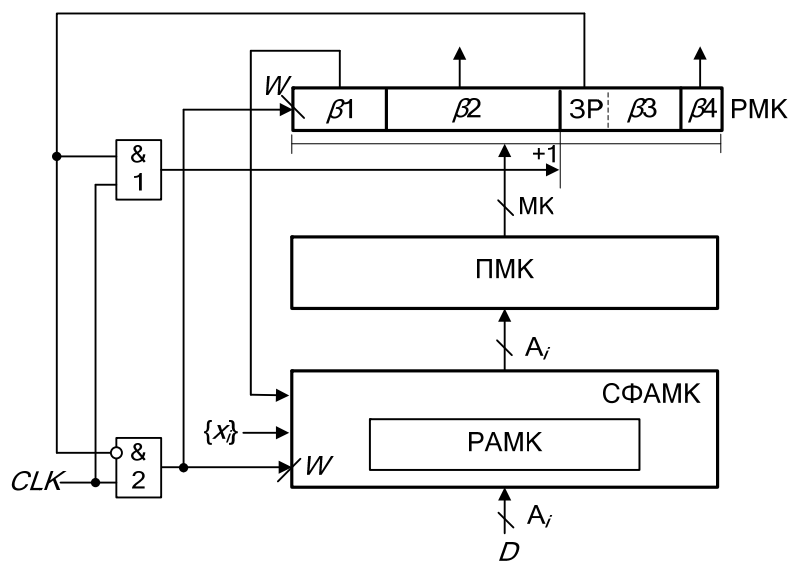 W
β1 β2 ЗР β3 β4 РМК
&
1
+1
МК
ПМК
Ai
СФАМК
{xi}
РАМК
&
2
W
CLK
Ai
D